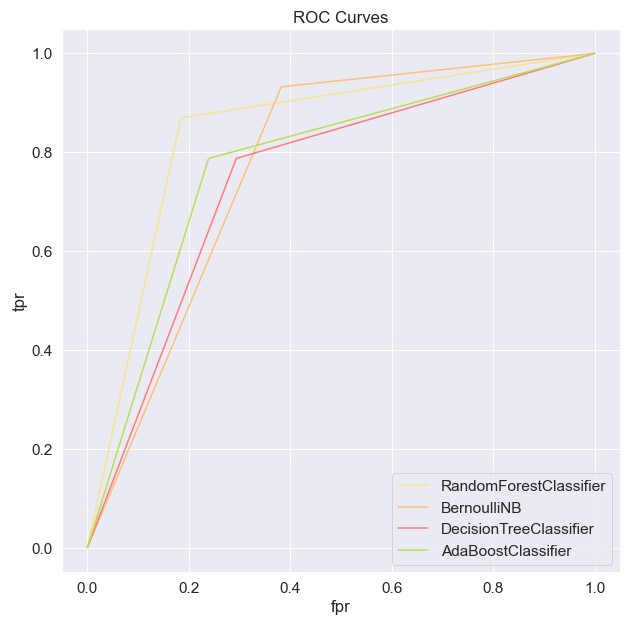 ROC Curves
1.0
0.8
0.6
0.4
0.2
0.0
tpr
0.0 0.2 0.4 0.6 0.8 1.0
fpr
RandomForestClassifier
BernoulliNB
DecisionTreeClassifier
AdaBoostClassifier